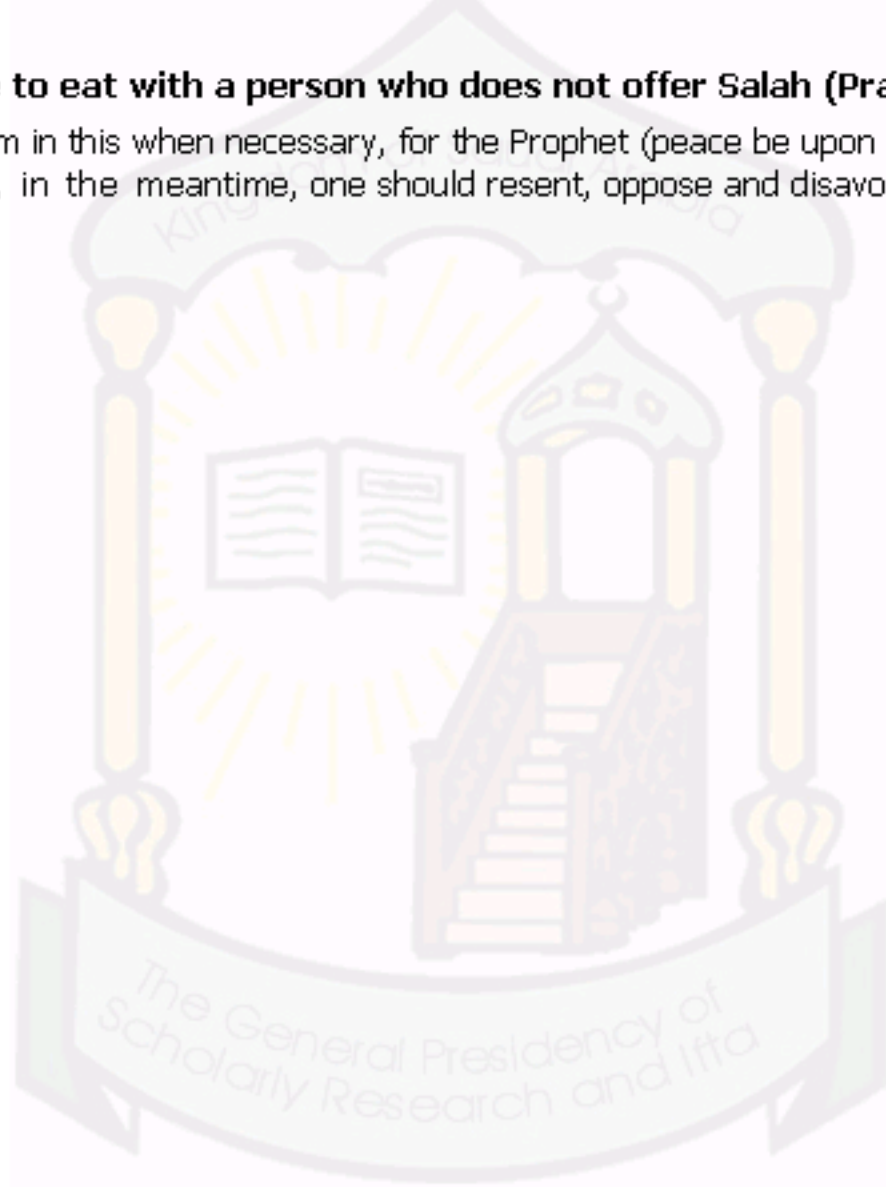 to eat with a person who does not offer Salah (Pra
m in this when necessary, for the Prophet (peace be upon
in the meantime, one should resent, oppose and disavo
Kingdom of Saudi Arabia
The General Presidency of
Scholarly Research and Ifta